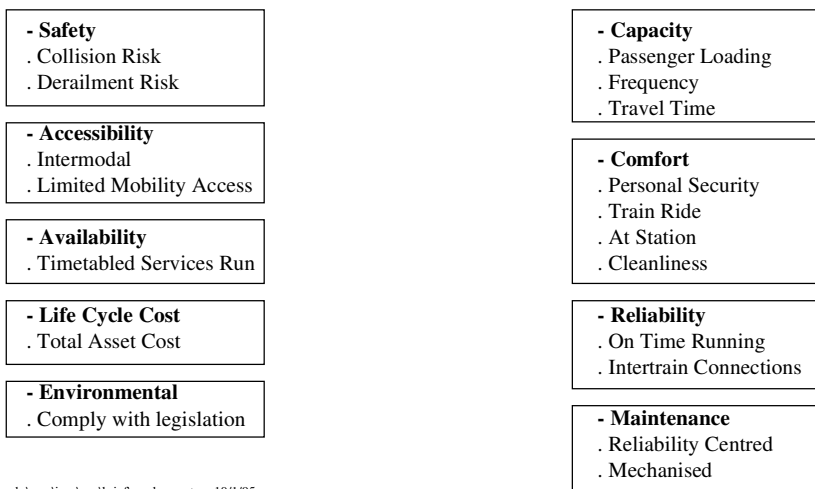 - Safety
. Collision Risk
. Derailment Risk
- Accessibility
. Intermodal
. Limited Mobility Access
- Availability
. Timetabled Services Run
- Life Cycle Cost
. Total Asset Cost
- Environmental
. Comply with legislation
- Capacity
. Passenger Loading
. Frequency
. Travel Time
- Comfort
. Personal Security
. Train Ride
. At Station
. Cleanliness
- Reliability
. On Time Running
. Intertrain Connections
- Maintenance
. Reliability Centred
. Mechanised